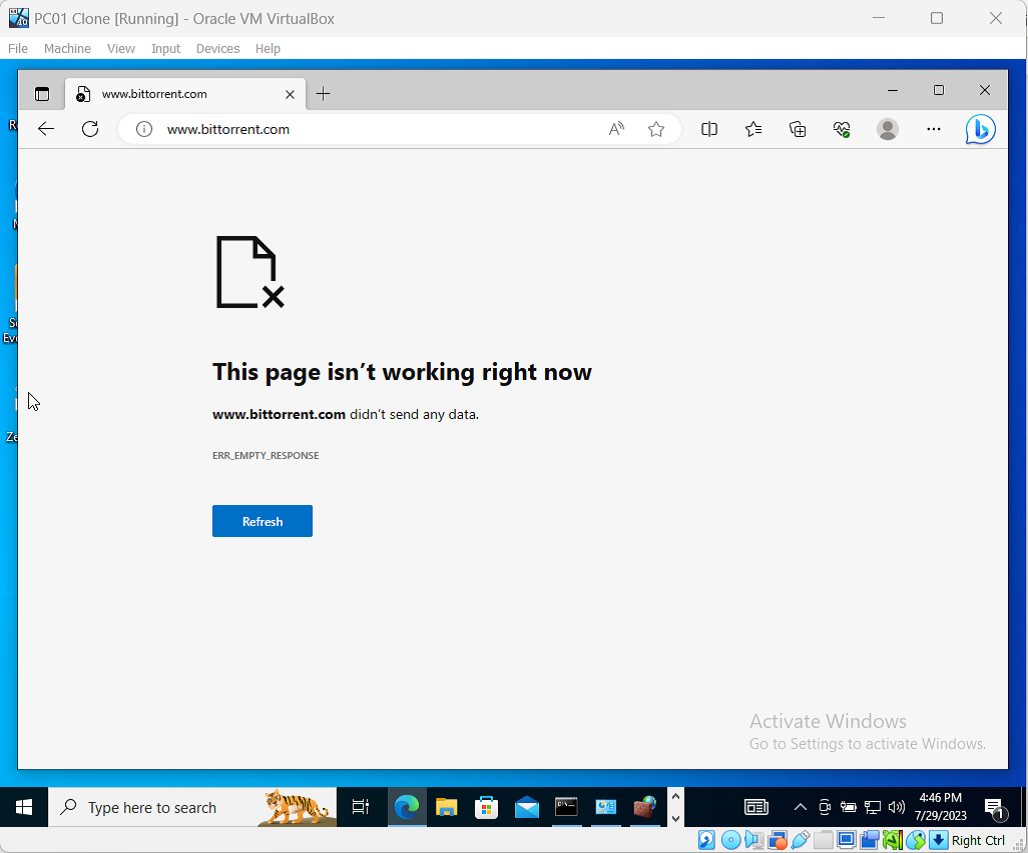 PC01 Clone [Running] - Oracle VM VirtualBox
File Machine View Input Devices Help
www.bittorrent.com
www.bittorrent.com
This page isn't working right now
www.bittorrent.com didn't send any data.
ERR_EMPTY_RESPONSE
Refresh
Activate Windows
Go to Settings to activate Windows.
Type here to search
4:46 PM
7/29/2023
1
Right Ctrl